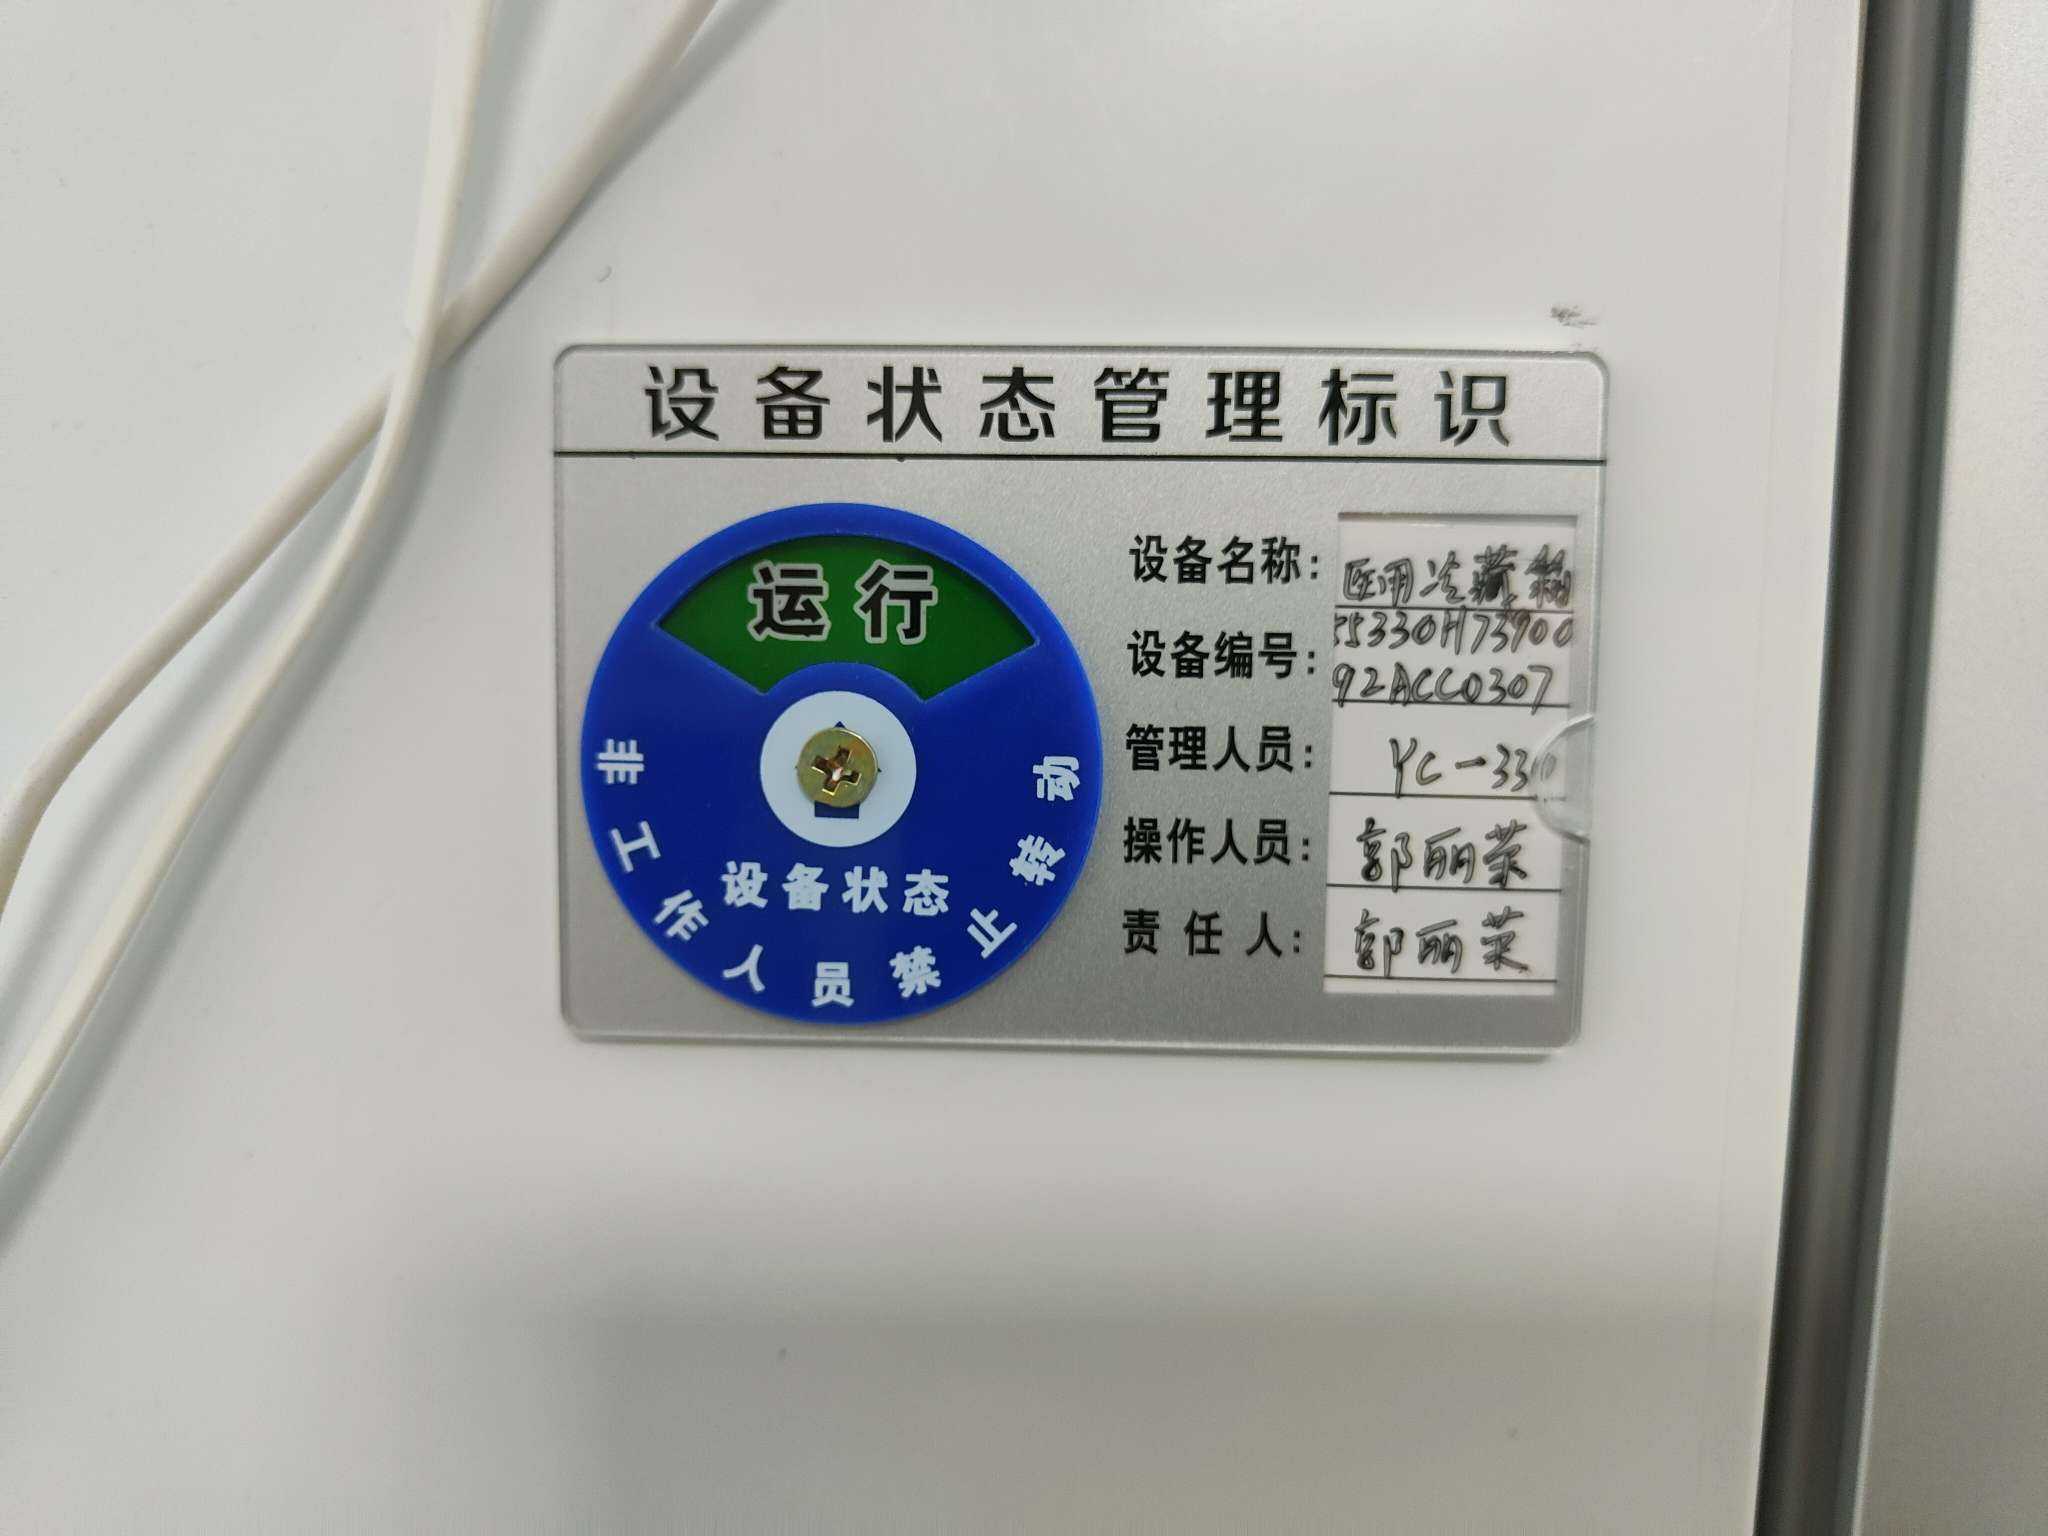 设备状态管理标识
运行
设备状态
非工作人员禁止转动
设备名称：医用冷藏箱
设备编号：55330H73900
92ACC0307
管理人员：YC-330
操作人员：郭丽荣
责任人：郭丽荣